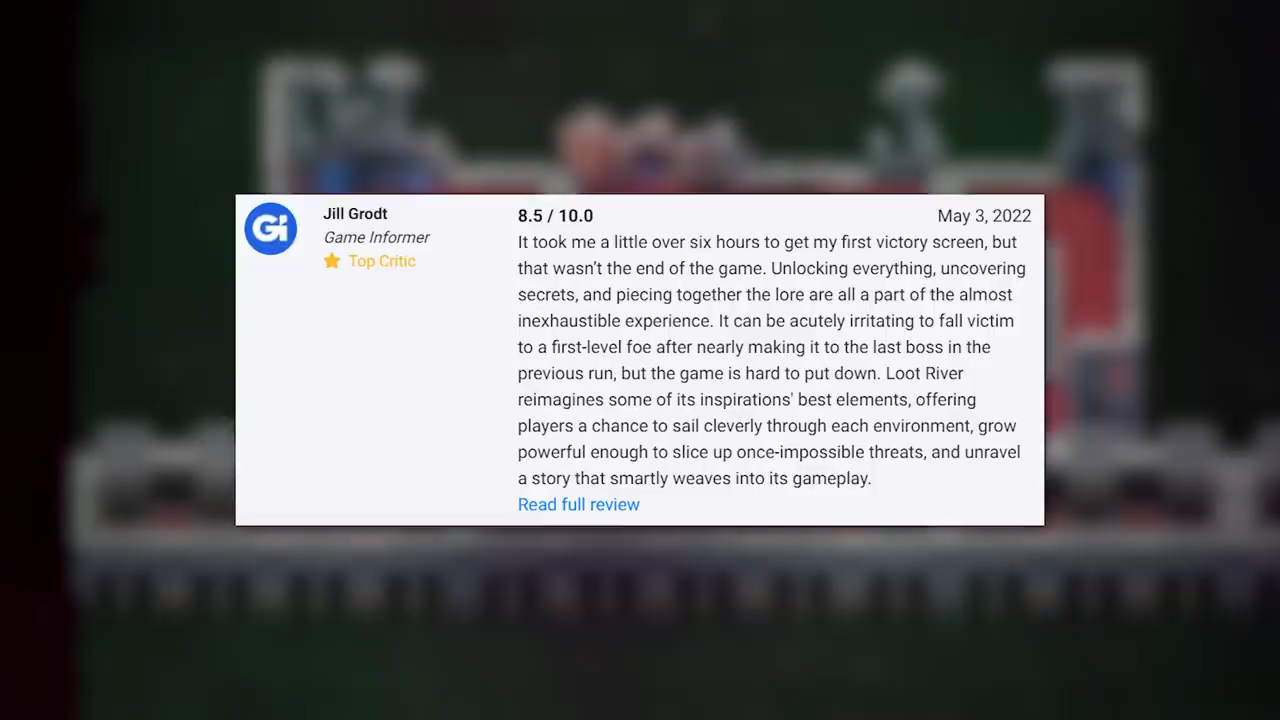 Gi
Jill Grodt
Game Informer
Top Critic
8.5 / 10.0
May 3, 2022
It took me a little over six hours to get my first victory screen, but
that wasn't the end of the game. Unlocking everything, uncovering
secrets, and piecing together the lore are all a part of the almost
inexhaustible experience. It can be acutely irritating to fall victim
to a first-level foe after nearly making it to the last boss in the
previous run, but the game is hard to put down. Loot River
reimagines some of its inspirations' best elements, offering
players a chance to sail cleverly through each environment, grow
powerful enough to slice up once-impossible threats, and unravel
a story that smartly weaves into its gameplay.
Read full review